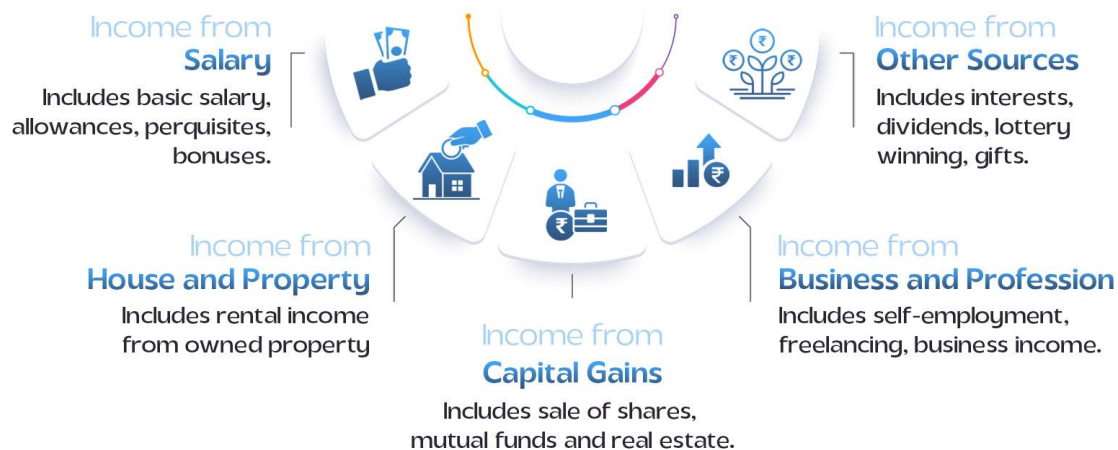 Income from
Salary
Includes basic salary,
allowances, perquisites,
bonuses.
Income from
House and Property
Includes rental income
from owned property
Income from
Capital Gains
Includes sale of shares,
mutual funds and real estate.
Income from
Business and Profession
Includes self-employment,
freelancing, business income.
Income from
Other Sources
Includes interests,
dividends, lottery
winning, gifts.
₹
₹
₹
₹
₹